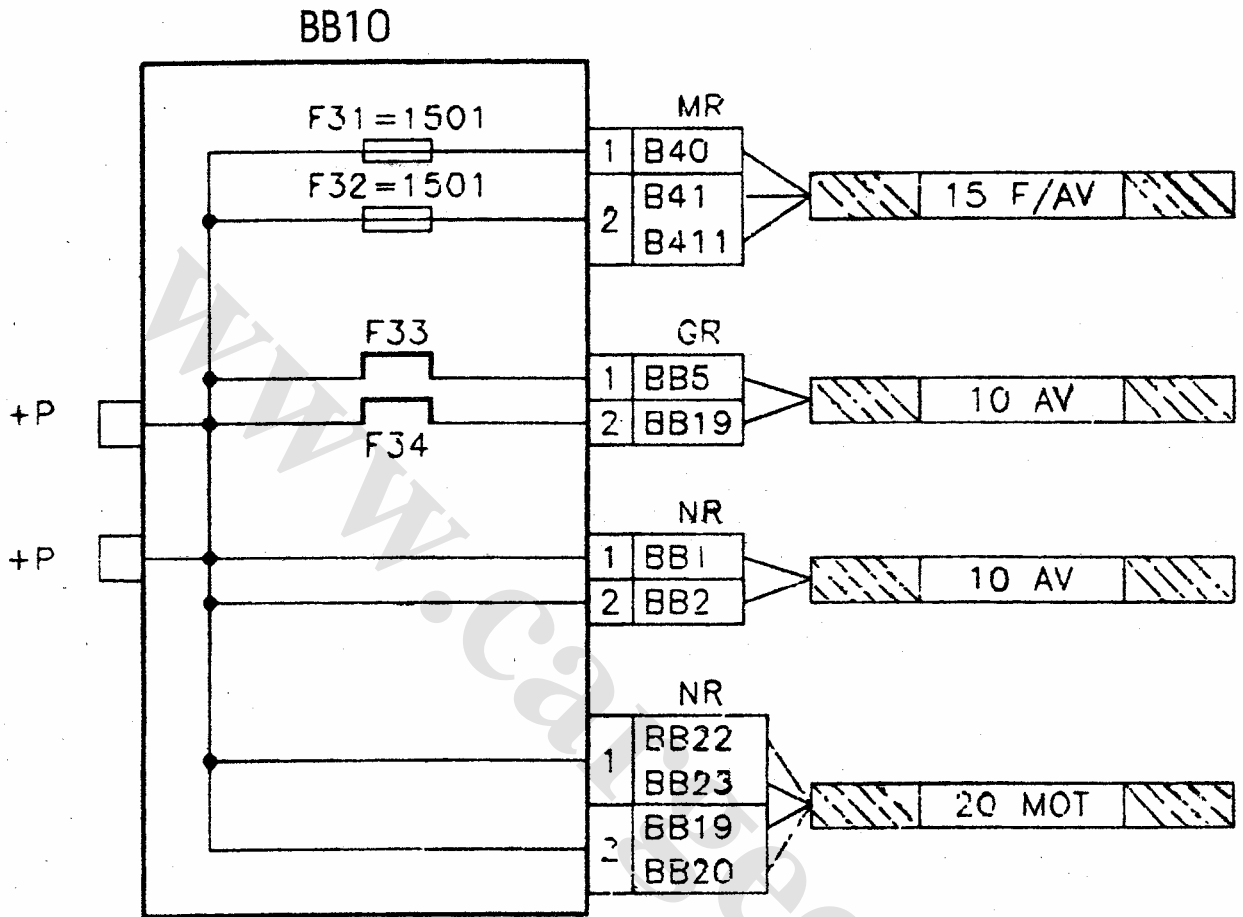 BB10
F31=1501
F32=1501
MR
1 B40
2 B41
B411
15 F/AV
F33
F34
+P
GR
1 BB5
2 BB19
10 AV
+P
NR
1 BB1
2 BB2
10 AV
NR
1 BB22
BB23
2 BB19
BB20
20 MOT